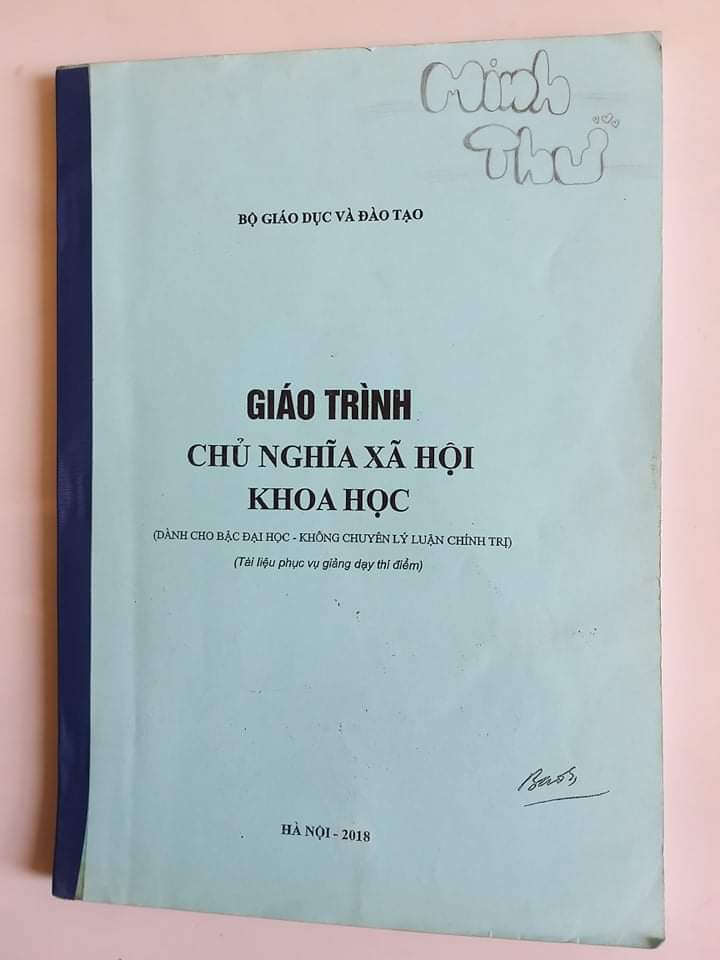 Minh
Thư
BỘ GIÁO DỤC VÀ ĐÀO TẠO
GIÁO TRÌNH
CHỦ NGHĨA XÃ HỘI
KHOA HỌC
(DÀNH CHO BẬC ĐẠI HỌC - KHÔNG CHUYÊN LÝ LUẬN CHÍNH TRỊ)
(Tài liệu phục vụ giảng dạy thí điểm)
HÀ NỘI - 2018